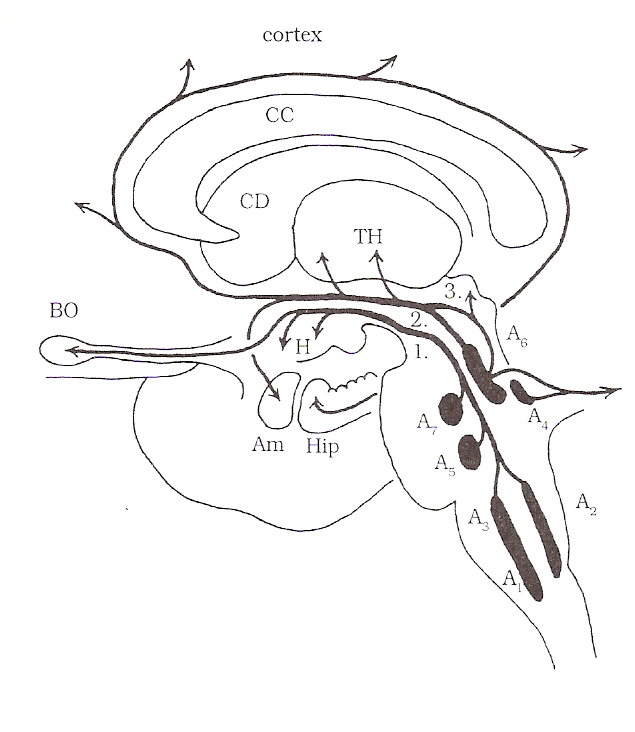 cortex
CC
CD
TH
3.
BO
2.
A₆
H
1.
A₇
A₄
Am
Hip
A₅
A₃
A₂
A₁